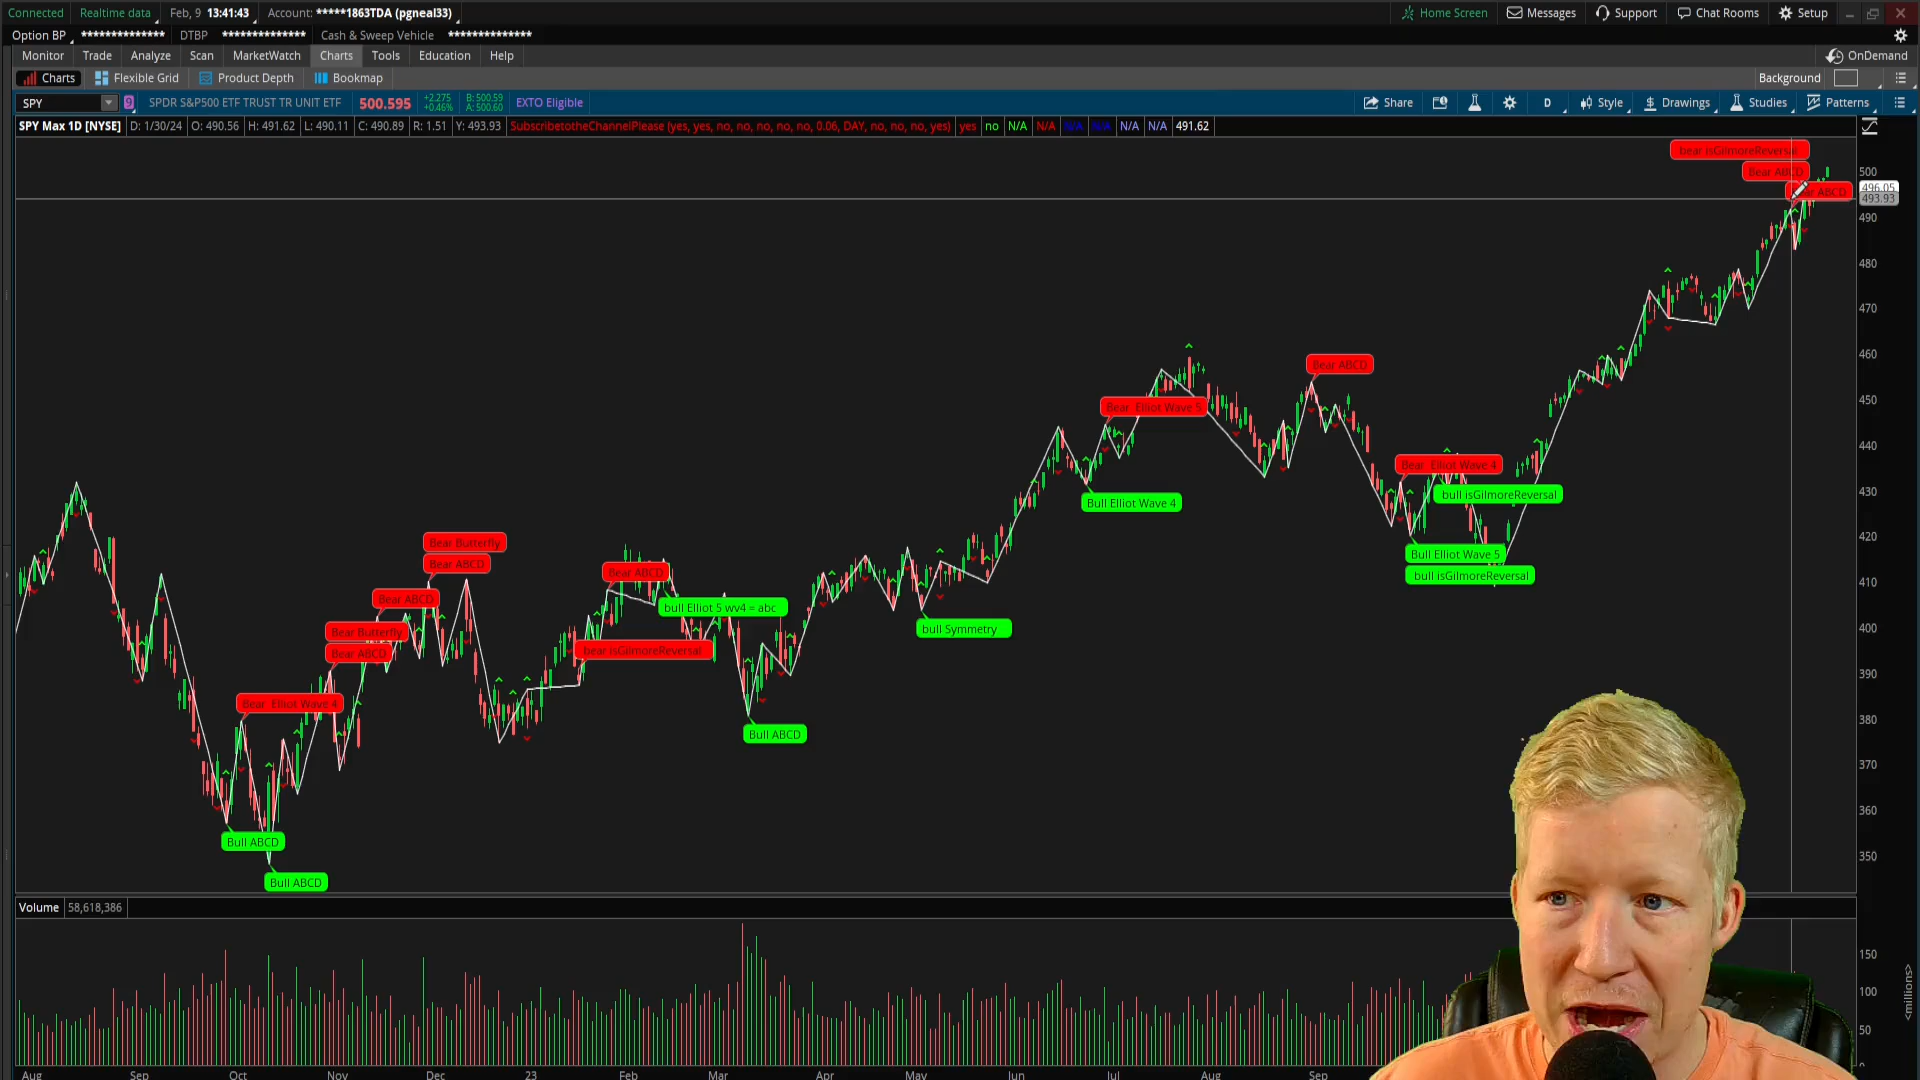 Connected Realtime data Feb, 9 13:41:43 Account: *****1863TDA (pgneal33) Home Screen Messages Support Chat Rooms Setup
Option BP ************** DTBP ************** Cash & Sweep Vehicle **************
Monitor Trade Analyze Scan MarketWatch Charts Tools Education Help OnDemand
Charts Flexible Grid Product Depth Bookmap Background
SPY 9 SPDR S&P500 ETF TRUST TR UNIT ETF 500.595 +2.275 +0.46% B: 500.59 A: 500.60 EXTO Eligible Share D Style Drawings Studies Patterns
SPY Max 1D [NYSE] D: 1/30/24 O: 490.56 H: 491.62 L: 490.11 C: 490.89 R: 1.51 Y: 493.93 SubscribetotheChannelPlease (yes, yes, no, no, no, no, no, 0.06, DAY, no, no, no, yes) yes no N/A N/A N/A N/A N/A N/A 491.62
bear isGilmoreReversal
Bear ABCD
500
496.05
ABCD
493.93
490
480
470
460
Bear ABCD
450
Bear Elliot Wave 5
440
Bear Elliot Wave 4
430
bull isGilmoreReversal
Bull Elliot Wave 4
420
Bear Butterfly
Bull Elliot Wave 5
Bear ABCD
Bear ABCD
bull isGilmoreReversal
410
Bear ABCD
bull Elliot 5 wv4 = abc
400
bull Symmetry
Bear Butterfly
Bear ABCD
bear isGilmoreReversal
390
Bear Elliot Wave 4
380
Bull ABCD
370
360
Bull ABCD
350
Bull ABCD
Volume 58,618,386
150
100
50
0
<millions>
Aug Sep Oct Nov Dec 23 Feb Mar Apr May Jun Jul Aug Sep